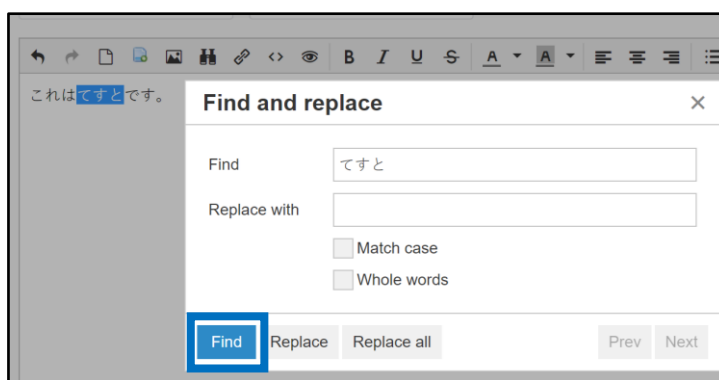 B I U S A A
これはてすとです。
Find and replace ×
Find てすと
Replace with
Match case
Whole words
Find Replace Replace all Prev Next